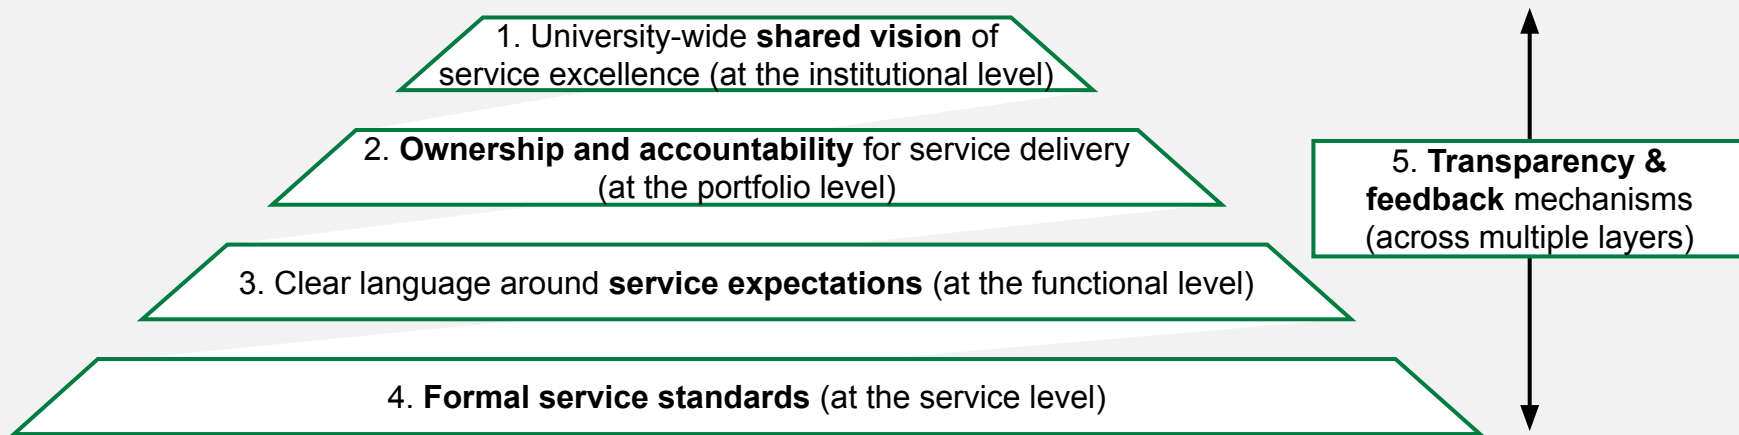 1. University-wide shared vision of
service excellence (at the institutional level)
2. Ownership and accountability for service delivery
(at the portfolio level)
3. Clear language around service expectations (at the functional level)
4. Formal service standards (at the service level)
5. Transparency &
feedback mechanisms
(across multiple layers)